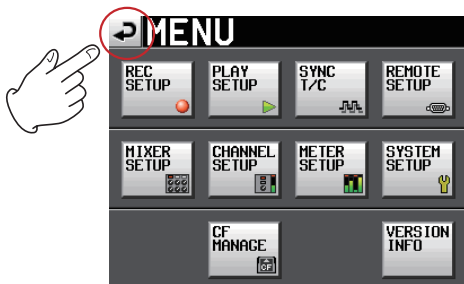 MENU
REC SETUP
PLAY SETUP
SYNC T/C
REMOTE SETUP
MIXER SETUP
CHANNEL SETUP
METER SETUP
SYSTEM SETUP
CF MANAGE
CF
VERSION INFO